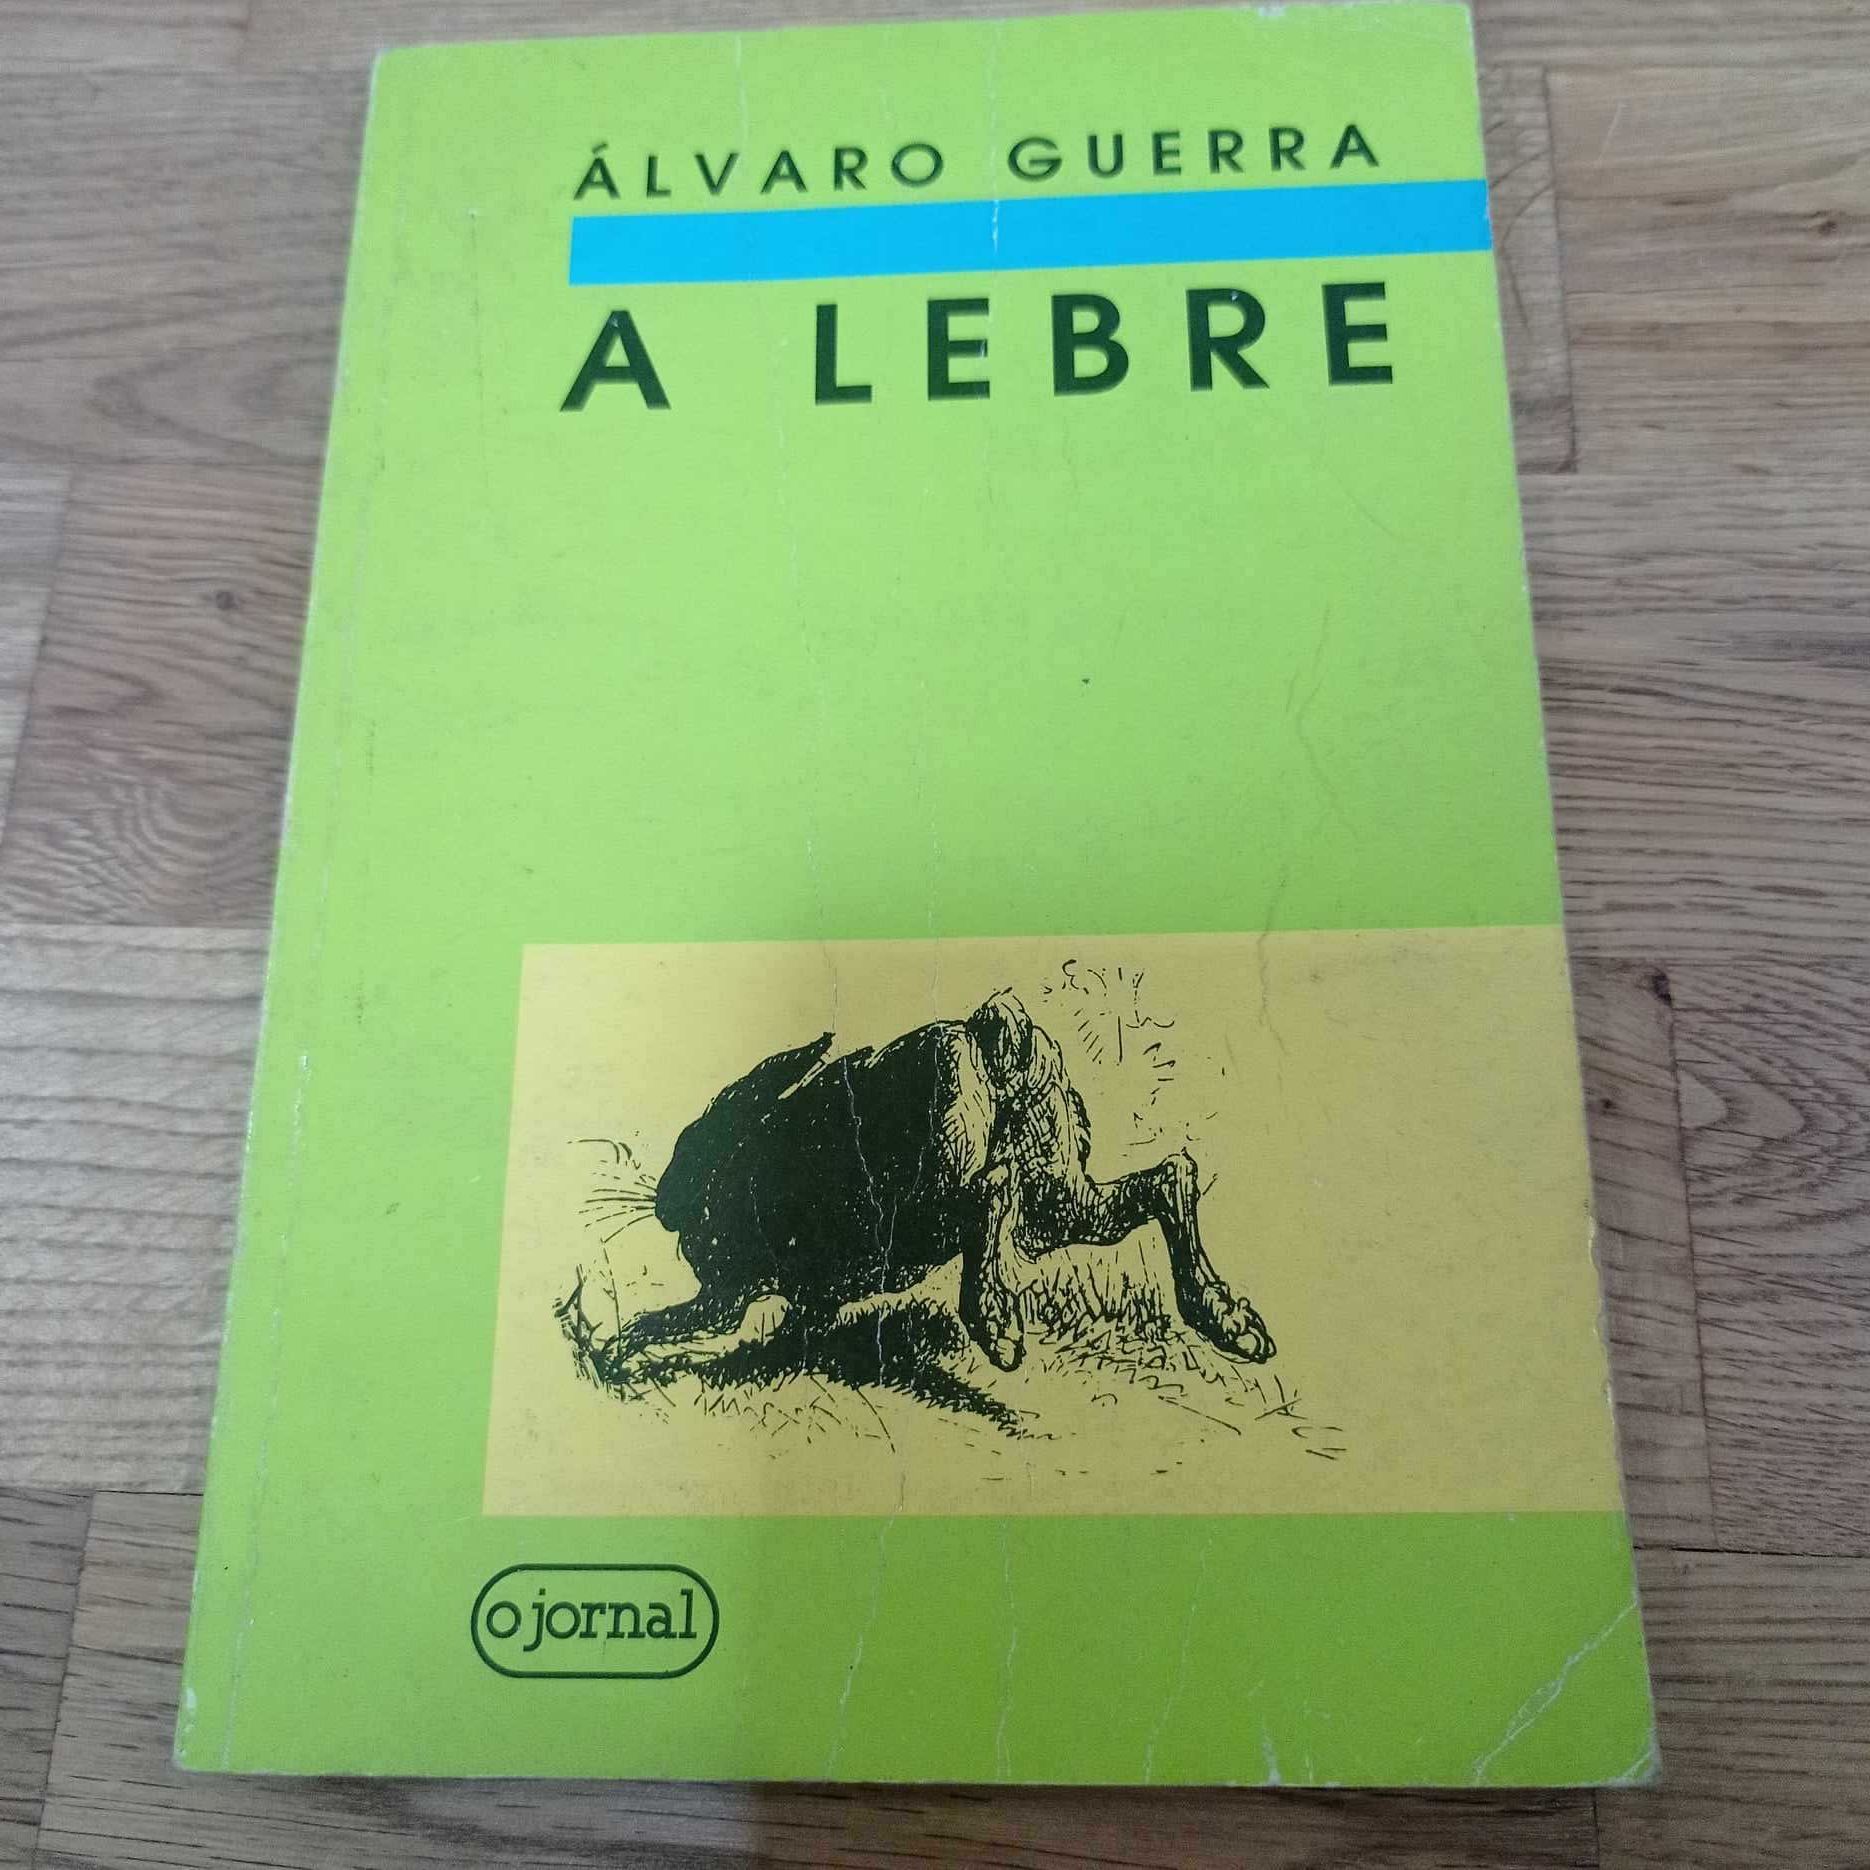 ÁLVARO GUERRA
A LEBRE
o jornal